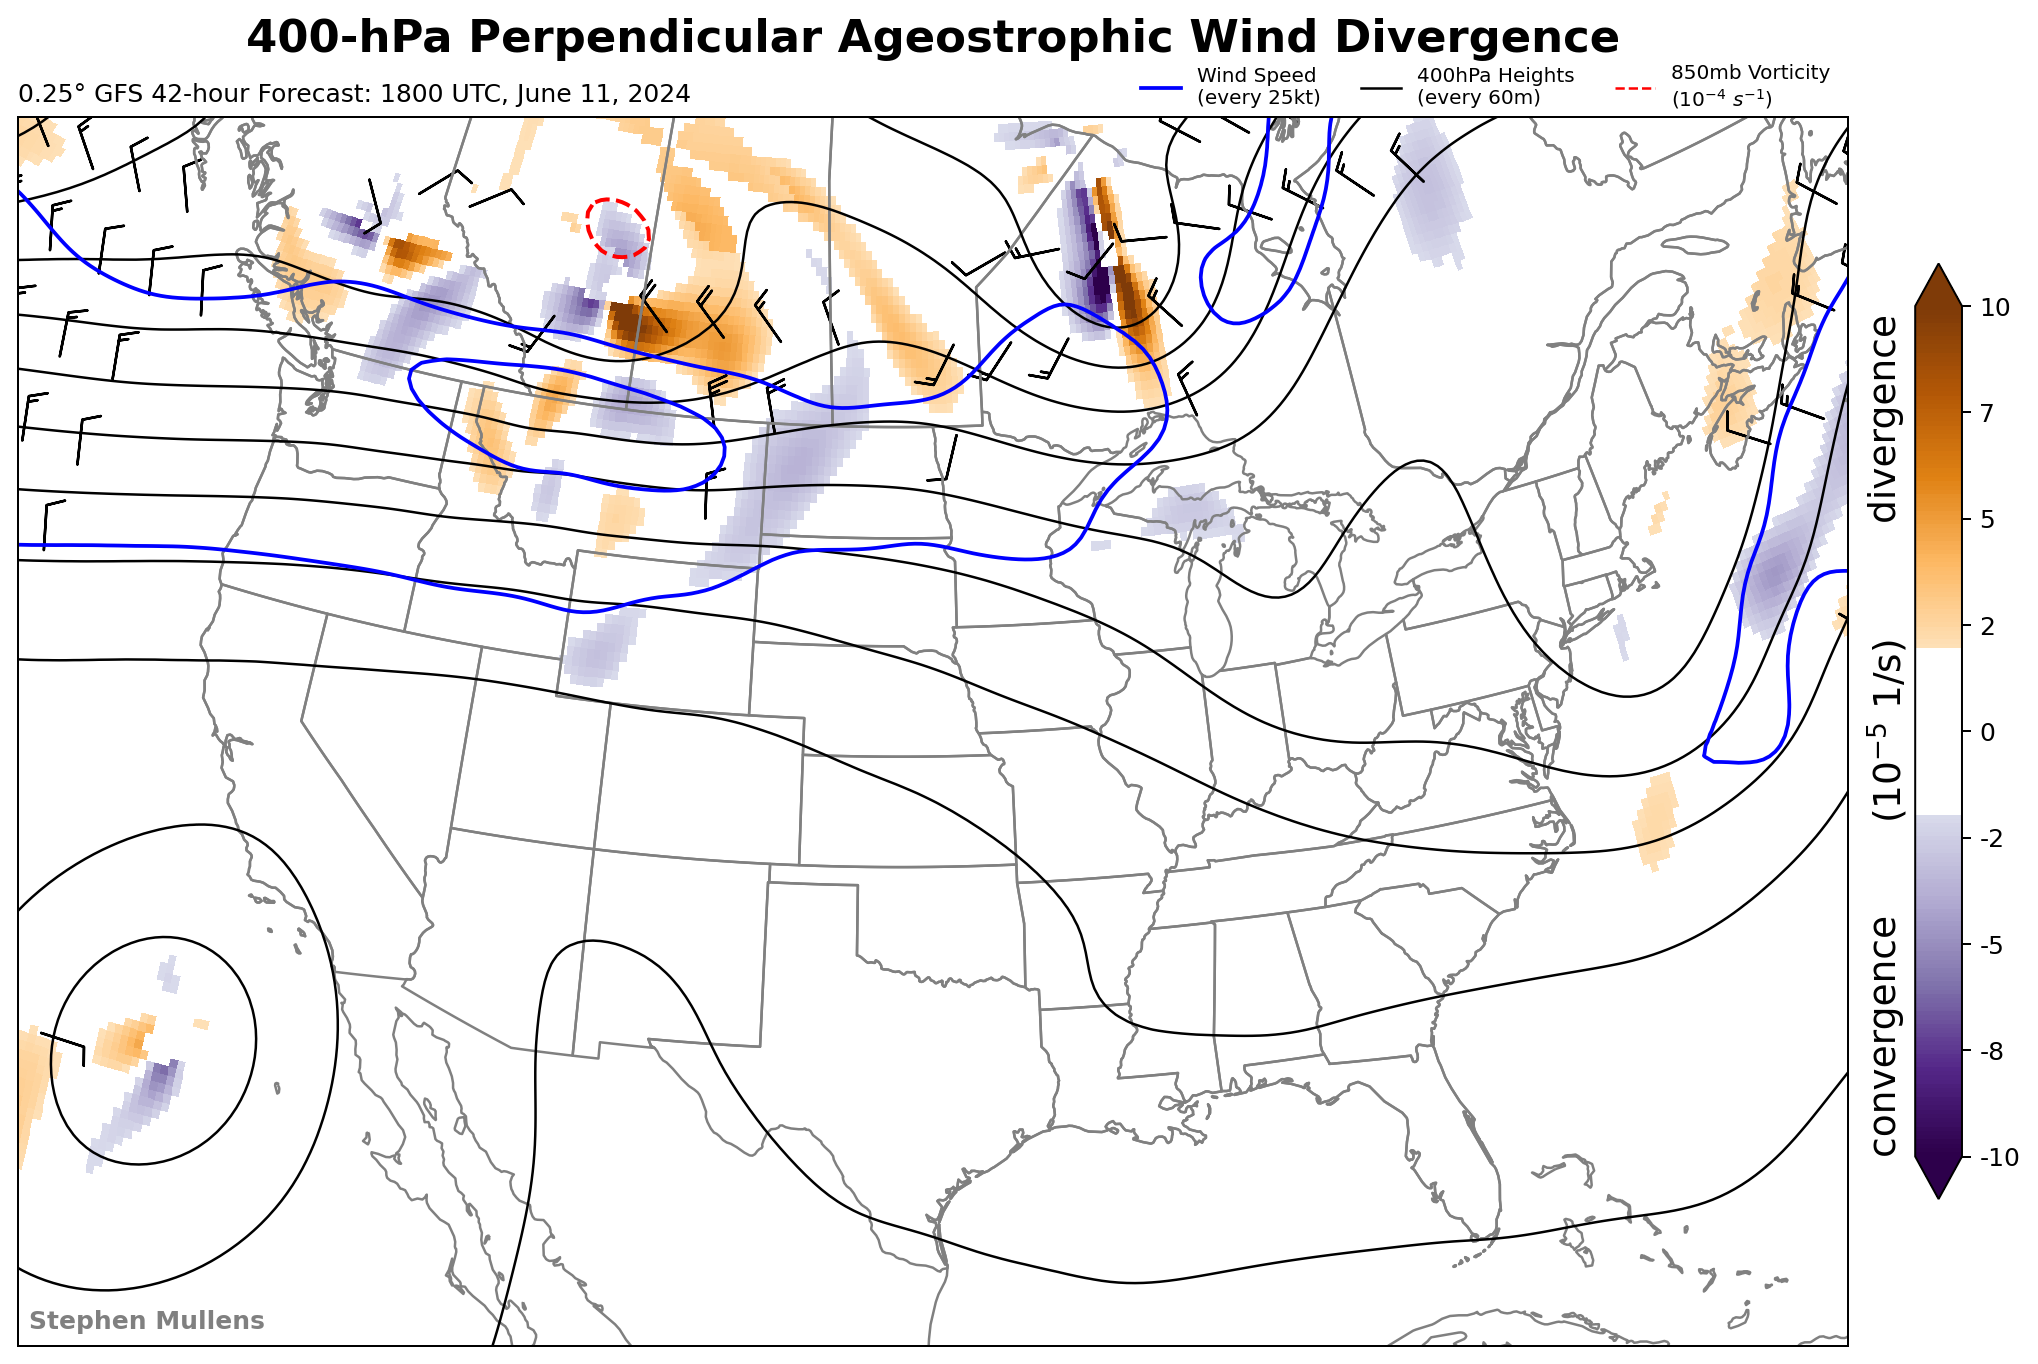 400-hPa Perpendicular Ageostrophic Wind Divergence
0.25° GFS 42-hour Forecast: 1800 UTC, June 11, 2024
Wind Speed
(every 25kt)
400hPa Heights
(every 60m)
850mb Vorticity
(10⁻⁴ s⁻¹)
10
7
5
2
0
-2
-5
-8
-10
convergence (10⁻⁵ 1/s) divergence
Stephen Mullens